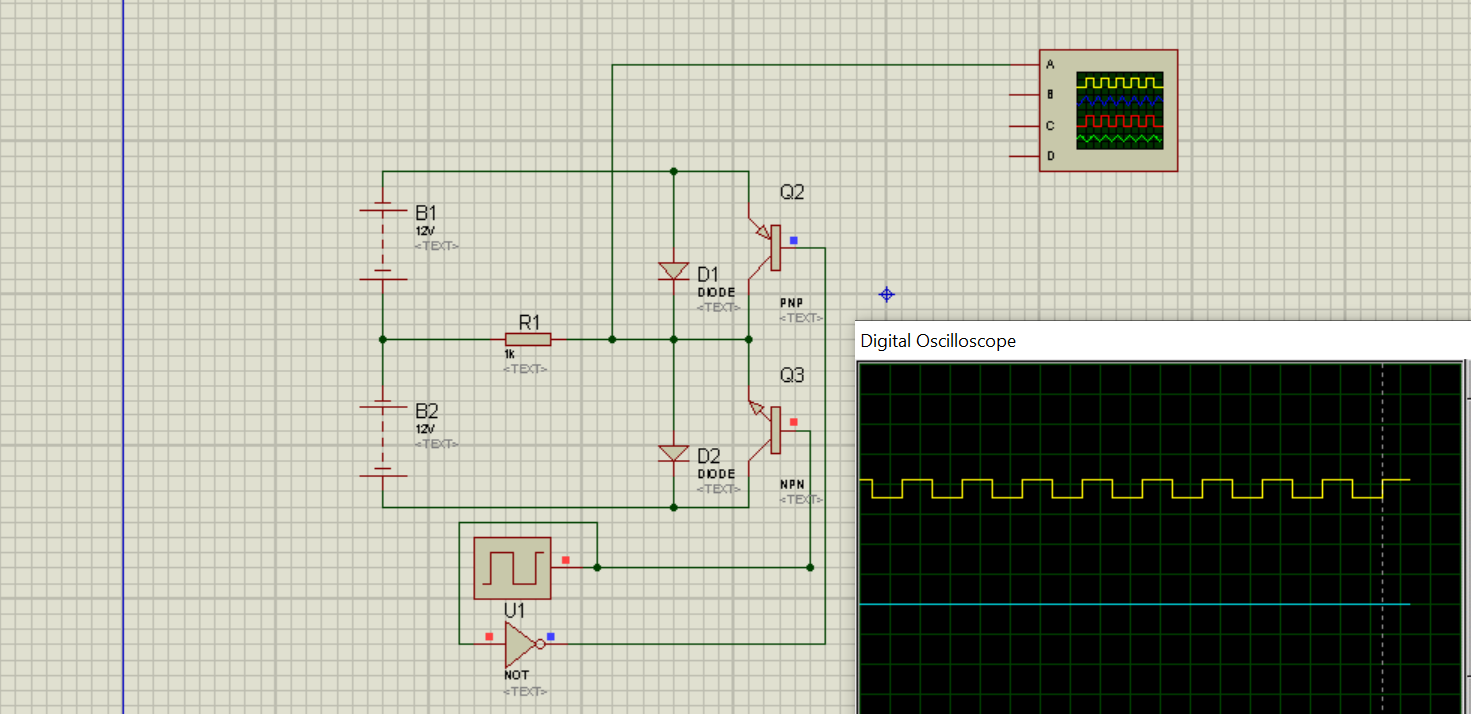 A
B
C
D
Q2
B1
12V
<TEXT>
D1
DIODE
<TEXT>
PNP
<TEXT>
R1
1k
<TEXT>
Digital Oscilloscope
Q3
B2
12V
<TEXT>
D2
DIODE
<TEXT>
NPN
<TEXT>
U1
NOT
<TEXT>